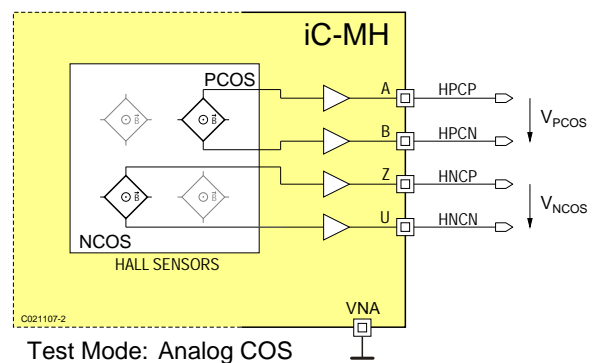 iC-MH
PCOS
A HPCP
B HPCN
VPCOS
Z HNCP
U HNCN
VNCOS
B
B
B
B
NCOS
HALL SENSORS
C021107-2
VNA
Test Mode: Analog COS